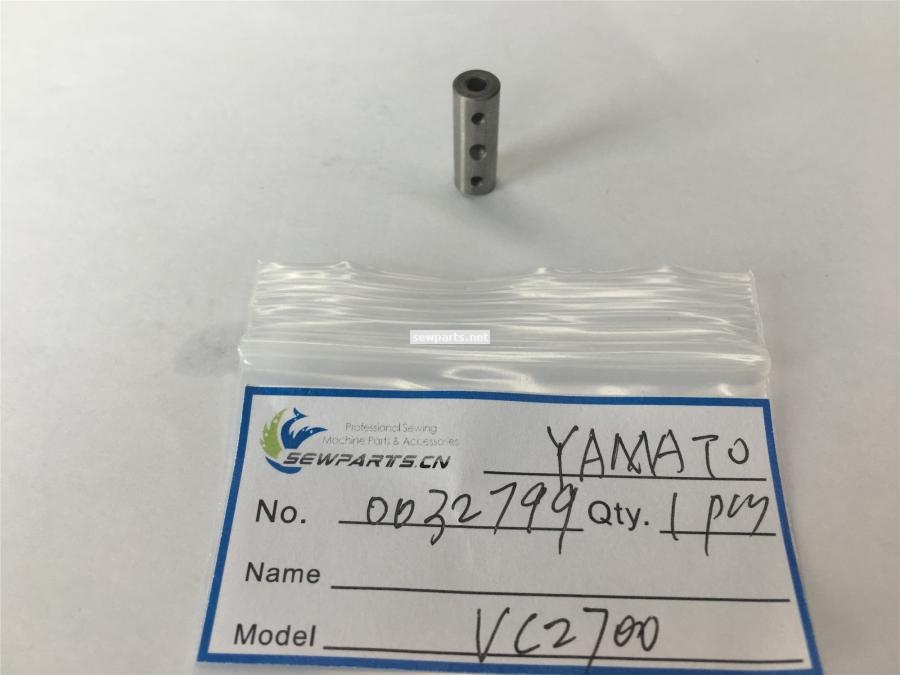 sewparts.net
Professional Sewing
Machine Parts & Accessories
SEWPARTS.CN
YAMATO
No. 0032799 Qty. 1 pcs
Name
Model VC2700